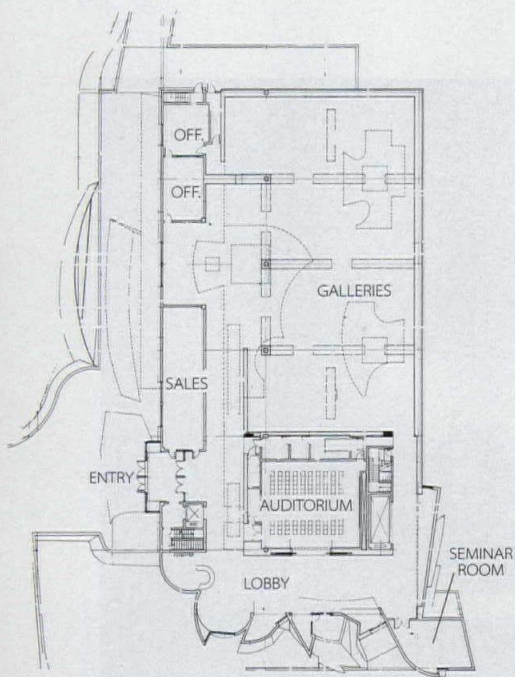 OFF.
OFF.
GALLERIES
SALES
ENTRY
AUDITORIUM
SEMINAR
ROOM
LOBBY